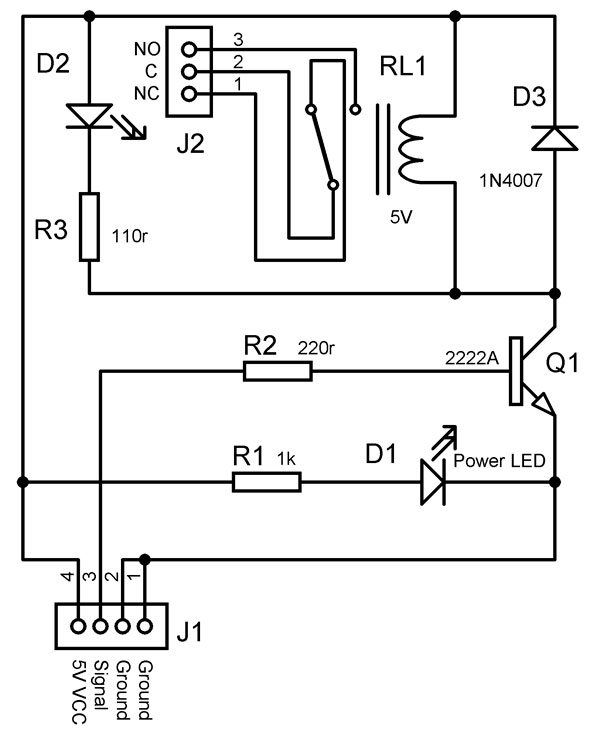 NO 3
D2
C 2
RL1
NC 1
D3
J2
1N4007
5V
R3 110r
R2 220r
2222A
Q1
R1 1k
D1
Power LED
4 3 2 1
J1
5V VCC
Signal
Ground
Ground